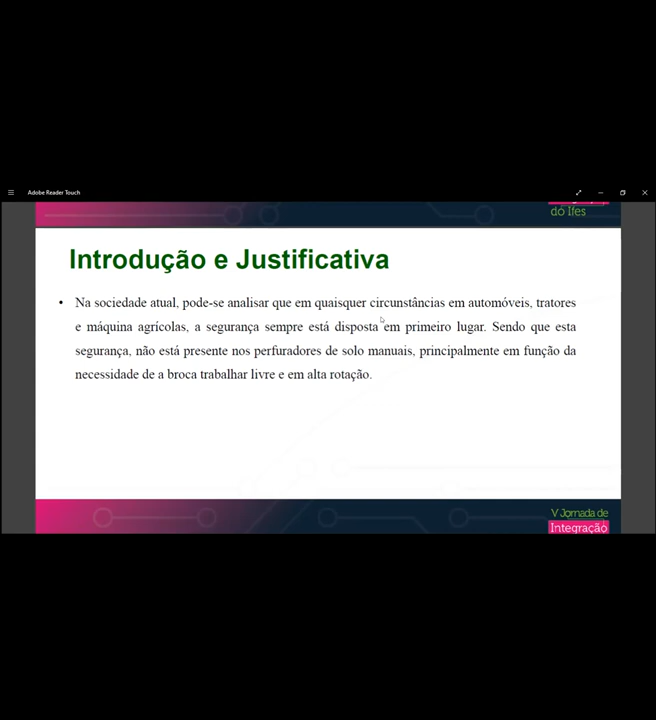 Adobe Reader Touch
do Ifes
Introdução e Justificativa
• Na sociedade atual, pode-se analisar que em quaisquer circunstâncias em automóveis, tratores
e máquina agrícolas, a segurança sempre está disposta em primeiro lugar. Sendo que esta
segurança, não está presente nos perfuradores de solo manuais, principalmente em função da
necessidade de a broca trabalhar livre e em alta rotação.
V Jornada de
Integração